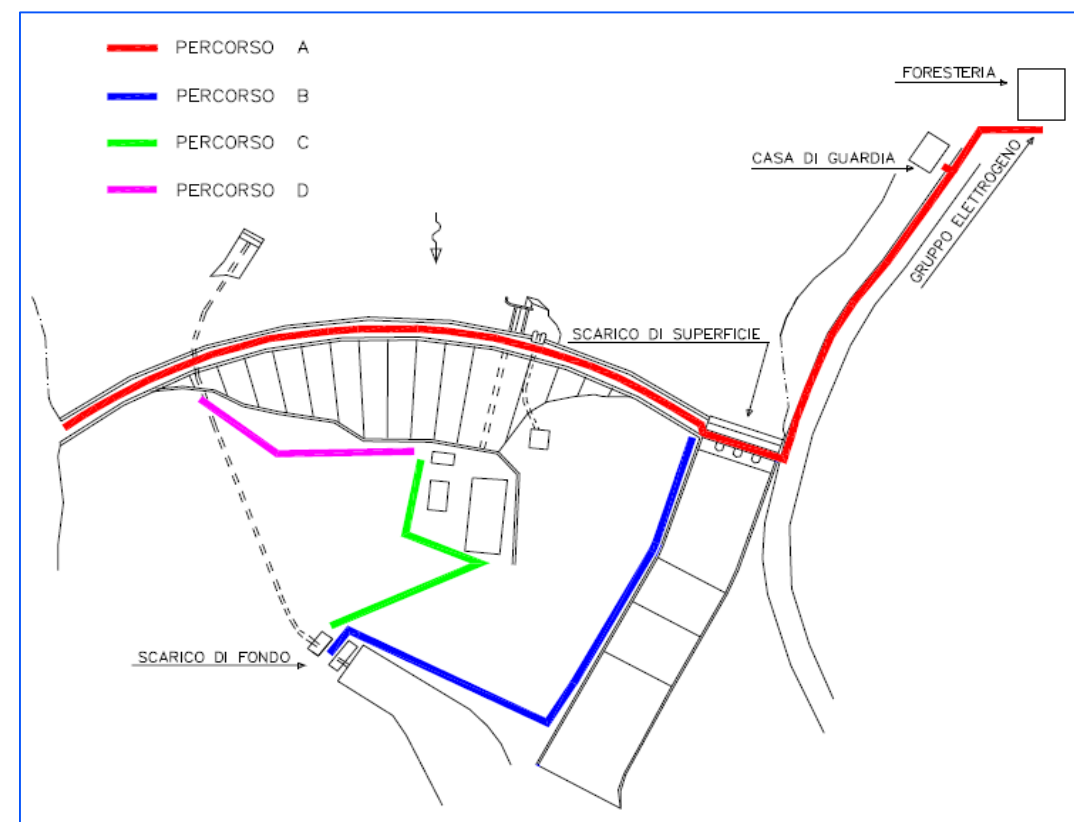 PERCORSO A
PERCORSO B
PERCORSO C
PERCORSO D
FORESTERIA
CASA DI GUARDIA
GRUPPO ELETTROGENO
SCARICO DI SUPERFICIE
SCARICO DI FONDO